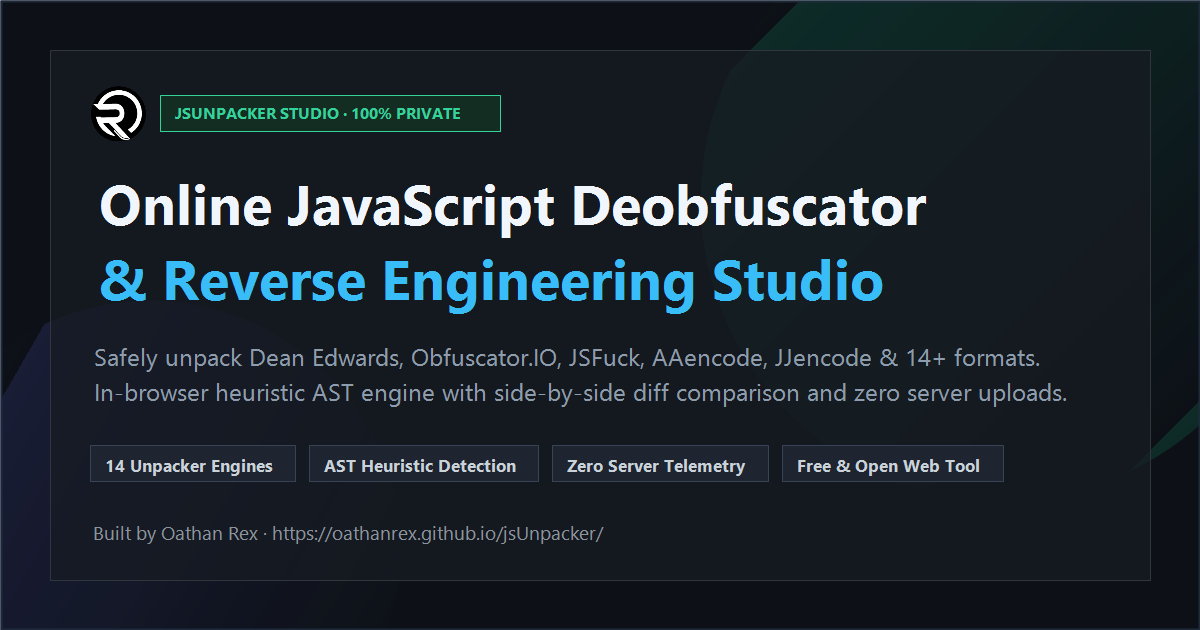 JSUNPACKER STUDIO · 100% PRIVATE
Online JavaScript Deobfuscator
& Reverse Engineering Studio
Safely unpack Dean Edwards, Obfuscator.IO, JSFuck, AAencode, JJencode & 14+ formats.
In-browser heuristic AST engine with side-by-side diff comparison and zero server uploads.
14 Unpacker Engines
AST Heuristic Detection
Zero Server Telemetry
Free & Open Web Tool
Built by Oathan Rex · https://oathanrex.github.io/jsUnpacker/